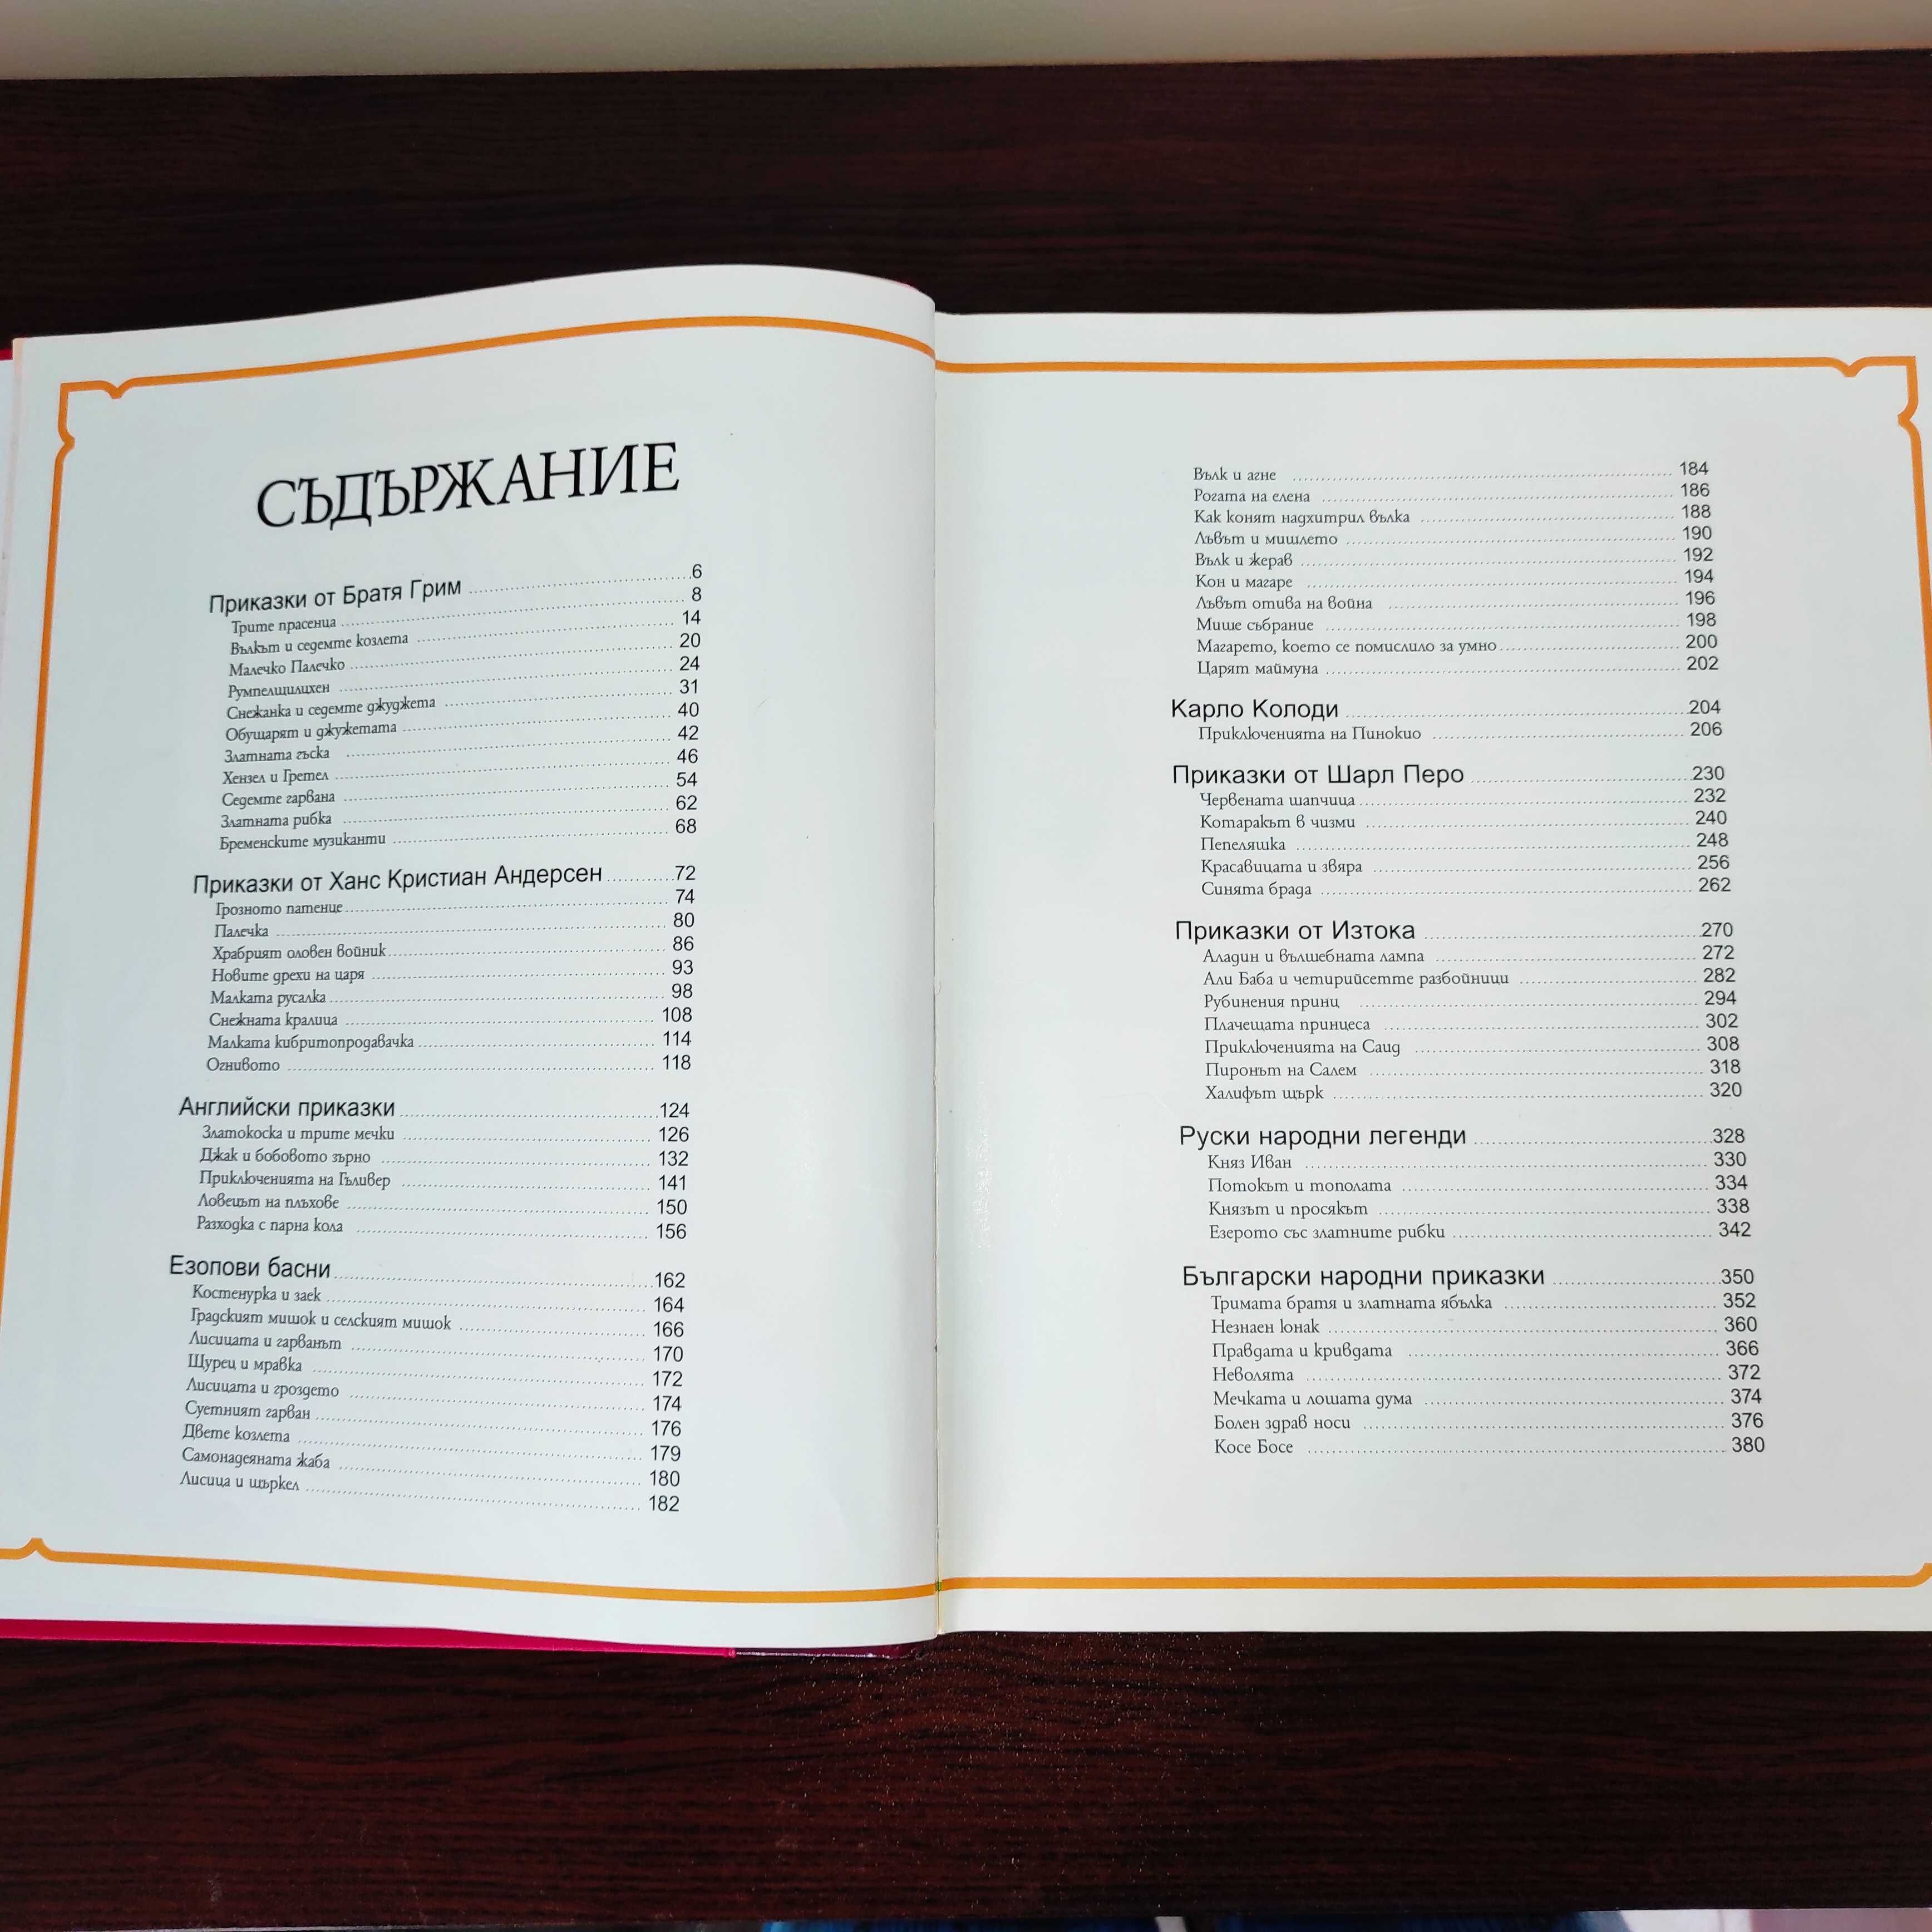 СЪДЪРЖАНИЕ
Приказки от Братя Грим ..... 6
Трите прасенца ..... 8
Вълкът и седемте козлета ..... 14
Малечко Палечко ..... 20
Румпелщилцхен ..... 24
Снежанка и седемте джуджета ..... 31
Обущарят и джужетата ..... 40
Златната гъска ..... 42
Хензел и Гретел ..... 46
Седемте гарвана ..... 54
Златната рибка ..... 62
Бременските музиканти ..... 68
Приказки от Ханс Кристиан Андерсен ..... 72
Грозното патенце ..... 74
Палечка ..... 80
Храбрият оловен войник ..... 86
Новите дрехи на царя ..... 93
Малката русалка ..... 98
Снежната кралица ..... 108
Малката кибритопродавачка ..... 114
Огнивото ..... 118
Английски приказки ..... 124
Златокоска и трите мечки ..... 126
Джак и бобовото зърно ..... 132
Приключенията на Гъливер ..... 141
Ловецът на плъхове ..... 150
Разходка с парна кола ..... 156
Езопови басни ..... 162
Костенурка и заек ..... 164
Градският мишок и селският мишок ..... 166
Лисицата и гарванът ..... 170
Щурец и мравка ..... 172
Лисицата и гроздето ..... 174
Суетният гарван ..... 176
Двете козлета ..... 179
Самонадеяната жаба ..... 180
Лисица и щъркел ..... 182
Вълк и агне ..... 184
Рогата на елена ..... 186
Как конят надхитрил вълка ..... 188
Лъвът и мишлето ..... 190
Вълк и жерав ..... 192
Кон и магаре ..... 194
Лъвът отива на война ..... 196
Мише събрание ..... 198
Магарето, което се помислило за умно ..... 200
Царят маймуна ..... 202
Карло Колоди ..... 204
Приключенията на Пинокио ..... 206
Приказки от Шарл Перо ..... 230
Червената шапчица ..... 232
Котаракът в чизми ..... 240
Пепеляшка ..... 248
Красавицата и звяра ..... 256
Синята брада ..... 262
Приказки от Изтока ..... 270
Аладин и вълшебната лампа ..... 272
Али Баба и четирийсетте разбойници ..... 282
Рубинения принц ..... 294
Плачещата принцеса ..... 302
Приключенията на Саид ..... 308
Пиронът на Салем ..... 318
Халифът щърк ..... 320
Руски народни легенди ..... 328
Княз Иван ..... 330
Потокът и тополата ..... 334
Князът и просякът ..... 338
Езерото със златните рибки ..... 342
Български народни приказки ..... 350
Тримата братя и златната ябълка ..... 352
Незнаен юнак ..... 360
Правдата и кривдата ..... 366
Неволята ..... 372
Мечката и лошата дума ..... 374
Болен здрав носи ..... 376
Косе Босе ..... 380